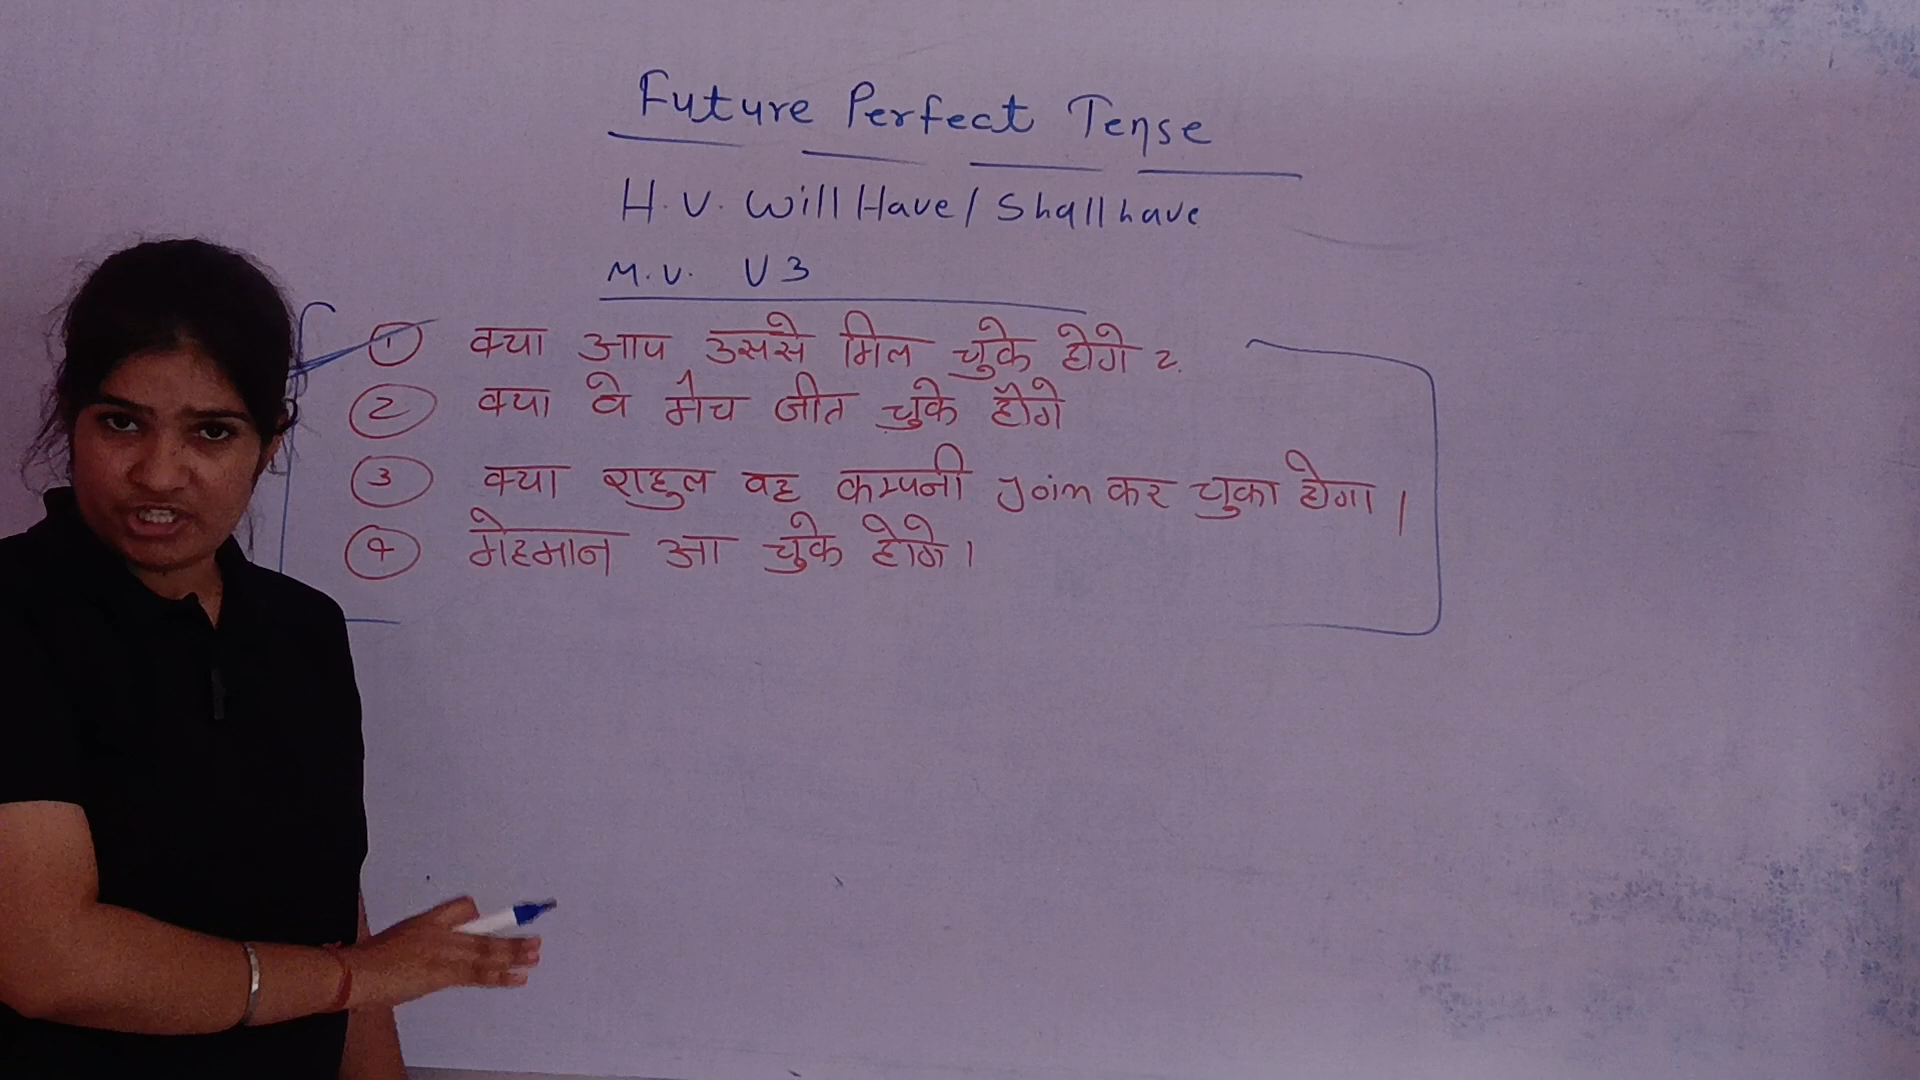 Future Perfect Tense
H.V. Will Have / Shall have
M.V. V3
1 क्या आप उससे मिल चुके होगे ?
2 क्या वे मैच जीत चुके होंगे
3 क्या राहुल वह कम्पनी Join कर चुका होगा ।
4 मेहमान आ चुके होगे ।